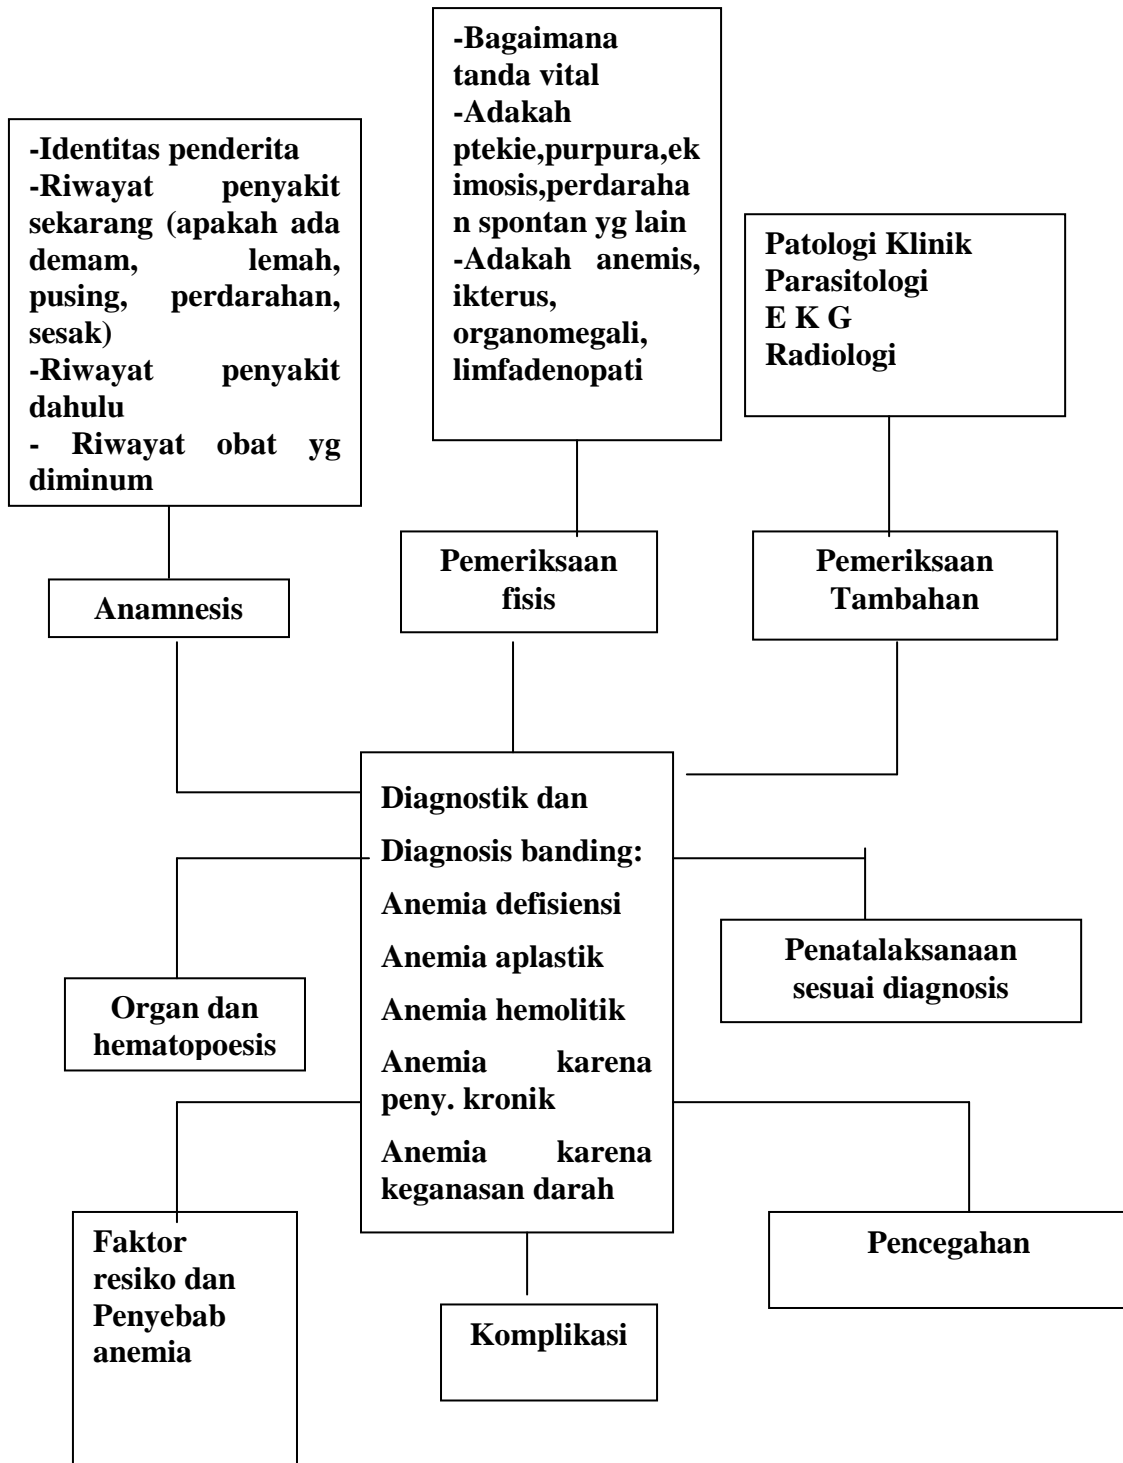 -Bagaimana
tanda vital
-Adakah
ptekie,purpura,ek
imosis,perdaraha
n spontan yg lain
-Adakah anemis,
ikterus,
organomegali,
limfadenopati
-Identitas penderita
-Riwayat penyakit
sekarang (apakah ada
demam, lemah,
pusing, perdarahan,
sesak)
-Riwayat penyakit
dahulu
- Riwayat obat yg
diminum
Patologi Klinik
Parasitologi
E K G
Radiologi
Anamnesis
Pemeriksaan
fisis
Pemeriksaan
Tambahan
Diagnostik dan
Diagnosis banding:
Anemia defisiensi
Anemia aplastik
Anemia hemolitik
Anemia karena
peny. kronik
Anemia karena
keganasan darah
Organ dan
hematopoesis
Penatalaksanaan
sesuai diagnosis
Faktor
resiko dan
Penyebab
anemia
Komplikasi
Pencegahan